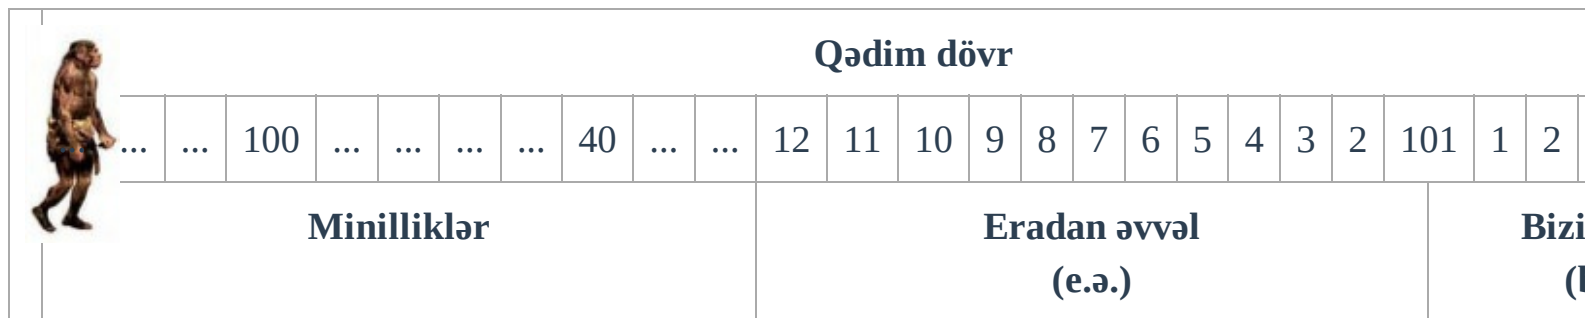 Qədim dövr
... ... 100 ... ... ... ... 40 ... ... 12 11 10 9 8 7 6 5 4 3 2 101 1 2
Minilliklər Eradan əvvəl
(e.ə.)